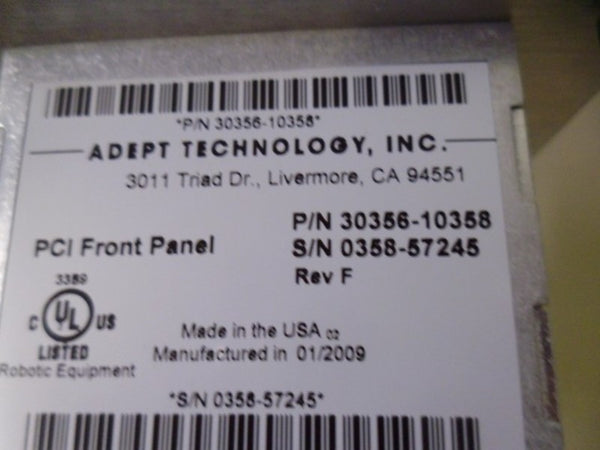 *P/N 30356-10358*
ADEPT TECHNOLOGY, INC.
3011 Triad Dr., Livermore, CA 94551
P/N 30356-10358
PCI Front Panel
S/N 0358-57245
Rev F
3389
C UL US
LISTED
Robotic Equipment
Made in the USA 02
Manufactured in 01/2009
*S/N 0358-57245*